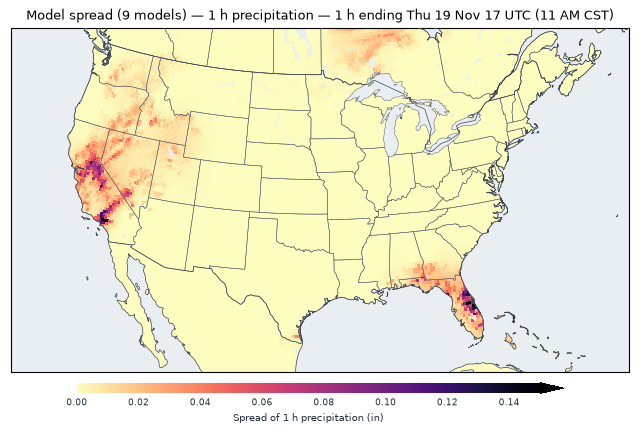 Model spread (9 models) — 1 h precipitation — 1 h ending Thu 19 Nov 17 UTC (11 AM CST)
0.00 0.02 0.04 0.06 0.08 0.10 0.12 0.14
Spread of 1 h precipitation (in)